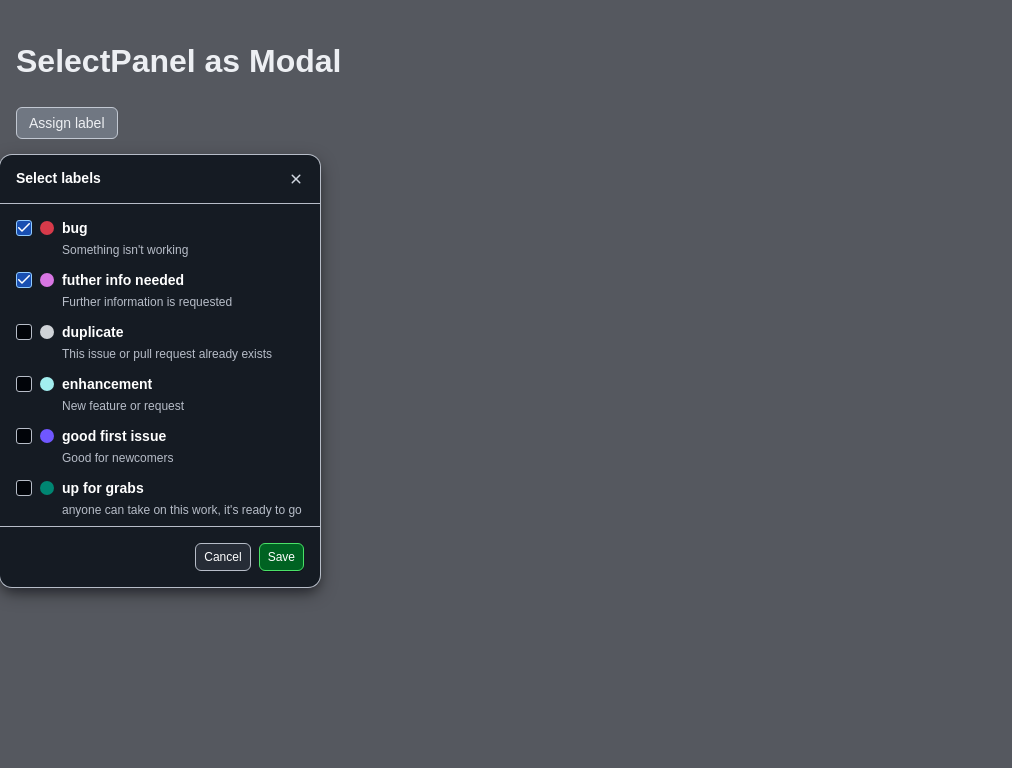 SelectPanel as Modal
Assign label
Select labels
bug
Something isn't working
futher info needed
Further information is requested
duplicate
This issue or pull request already exists
enhancement
New feature or request
good first issue
Good for newcomers
up for grabs
anyone can take on this work, it's ready to go
Cancel Save